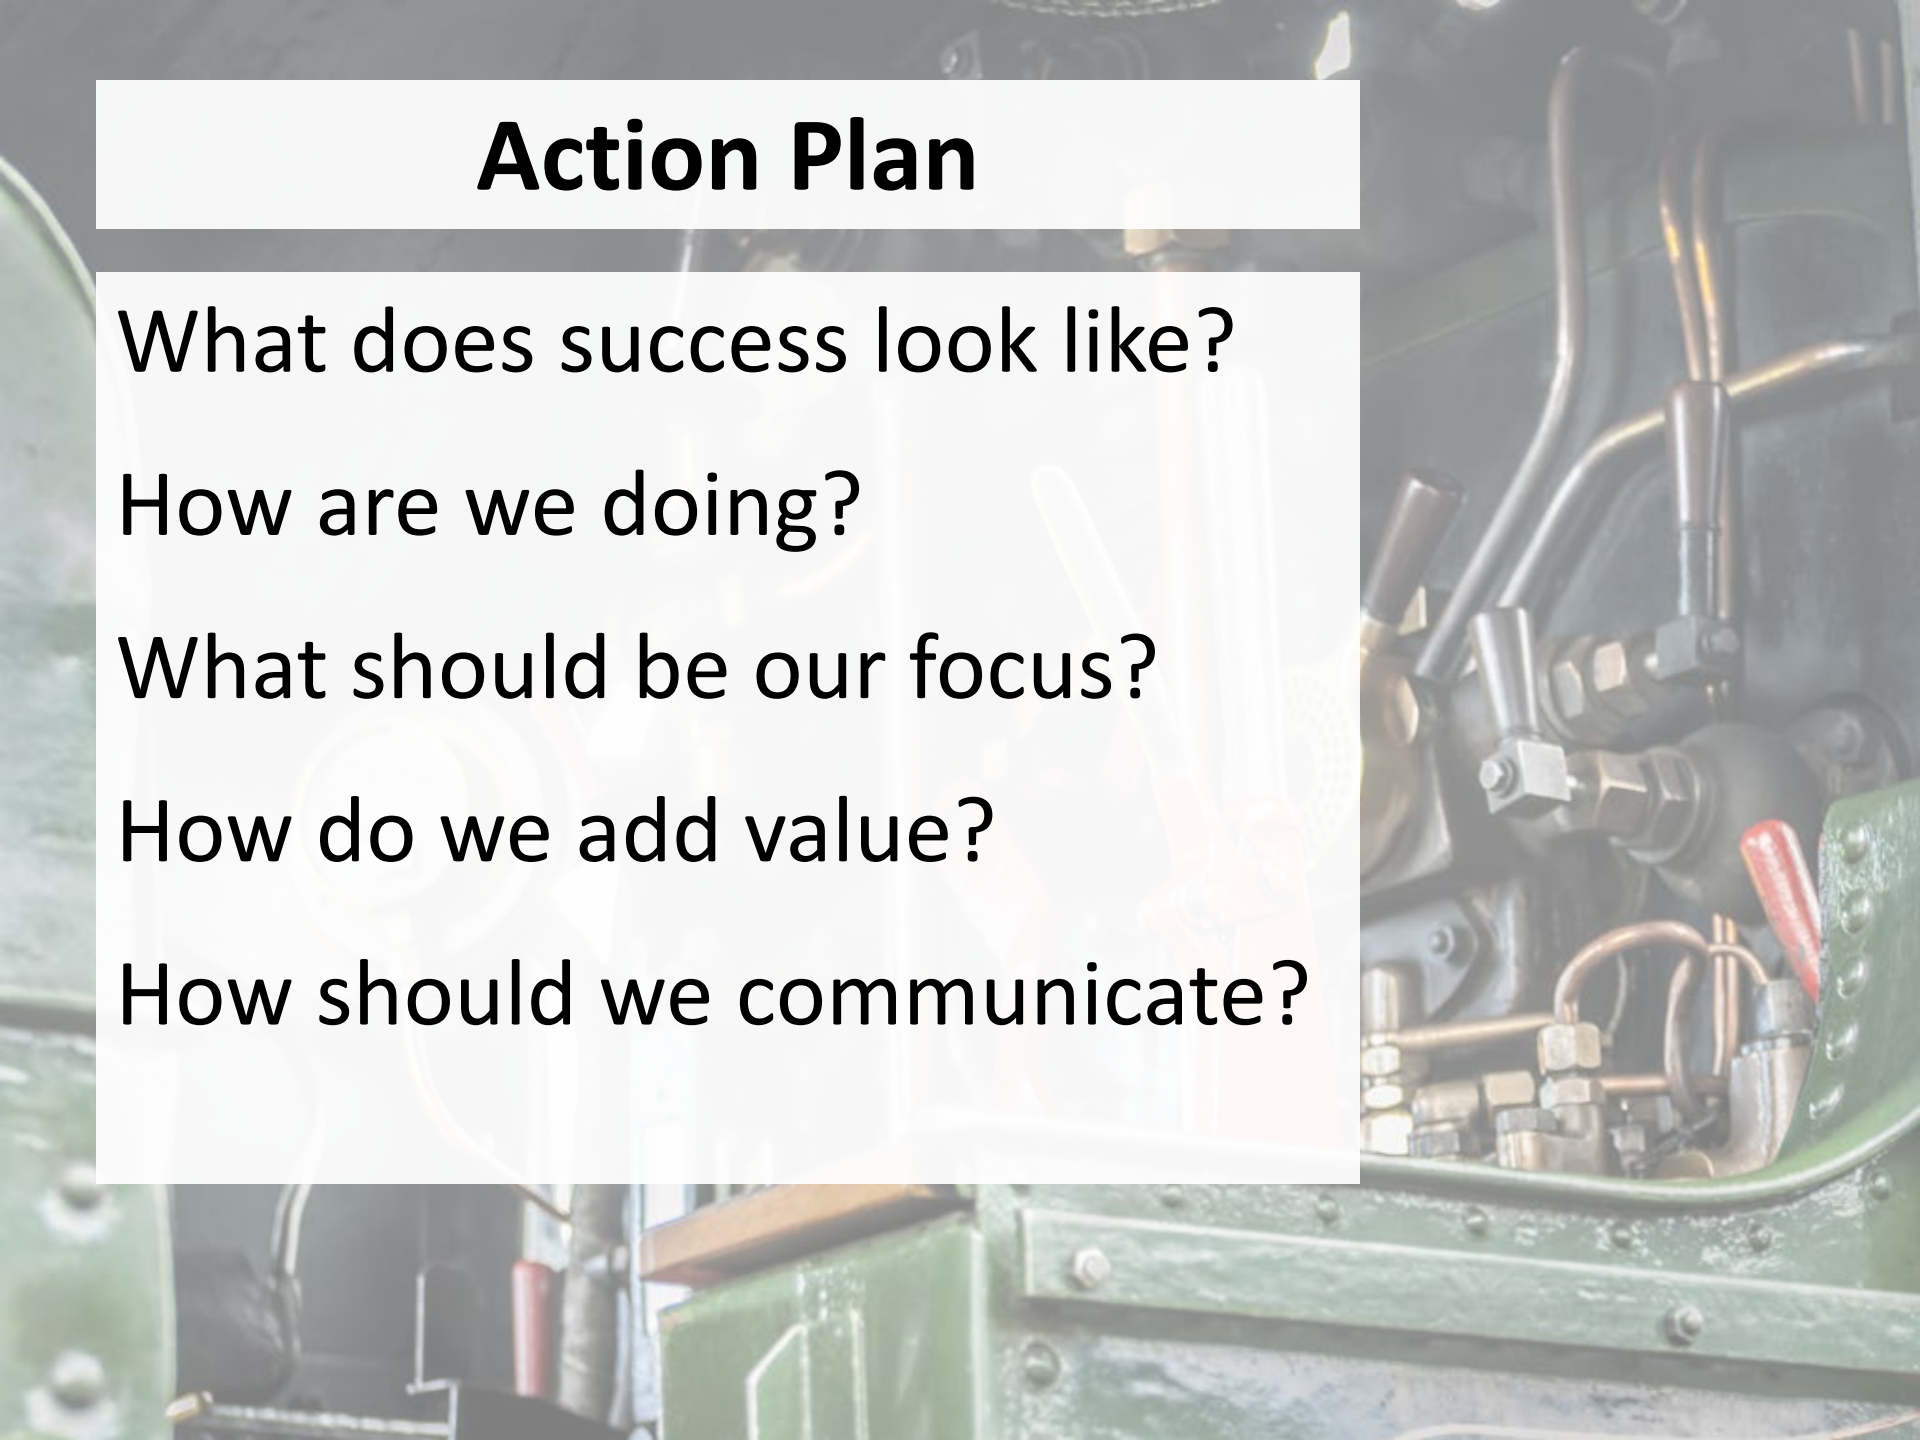 Action Plan
What does success look like?
How are we doing?
What should be our focus?
How do we add value?
How should we communicate?